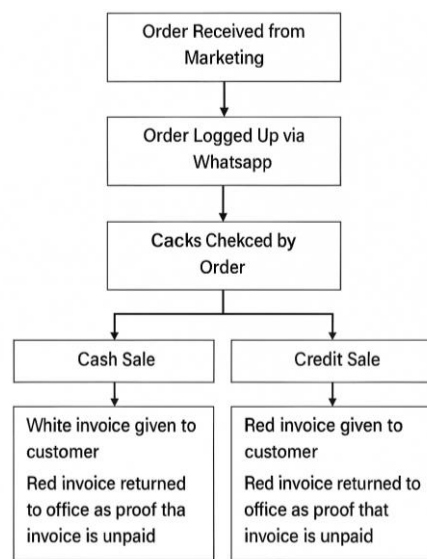 Order Received from
Marketing
Order Logged Up via
Whatsapp
Cacks Chekced by
Order
Cash Sale
Credit Sale
White invoice given to
customer
Red invoice returned
to office as proof tha
invoice is unpaid
Red invoice given to
customer
Red invoice returned to
office as proof that
invoice is unpaid